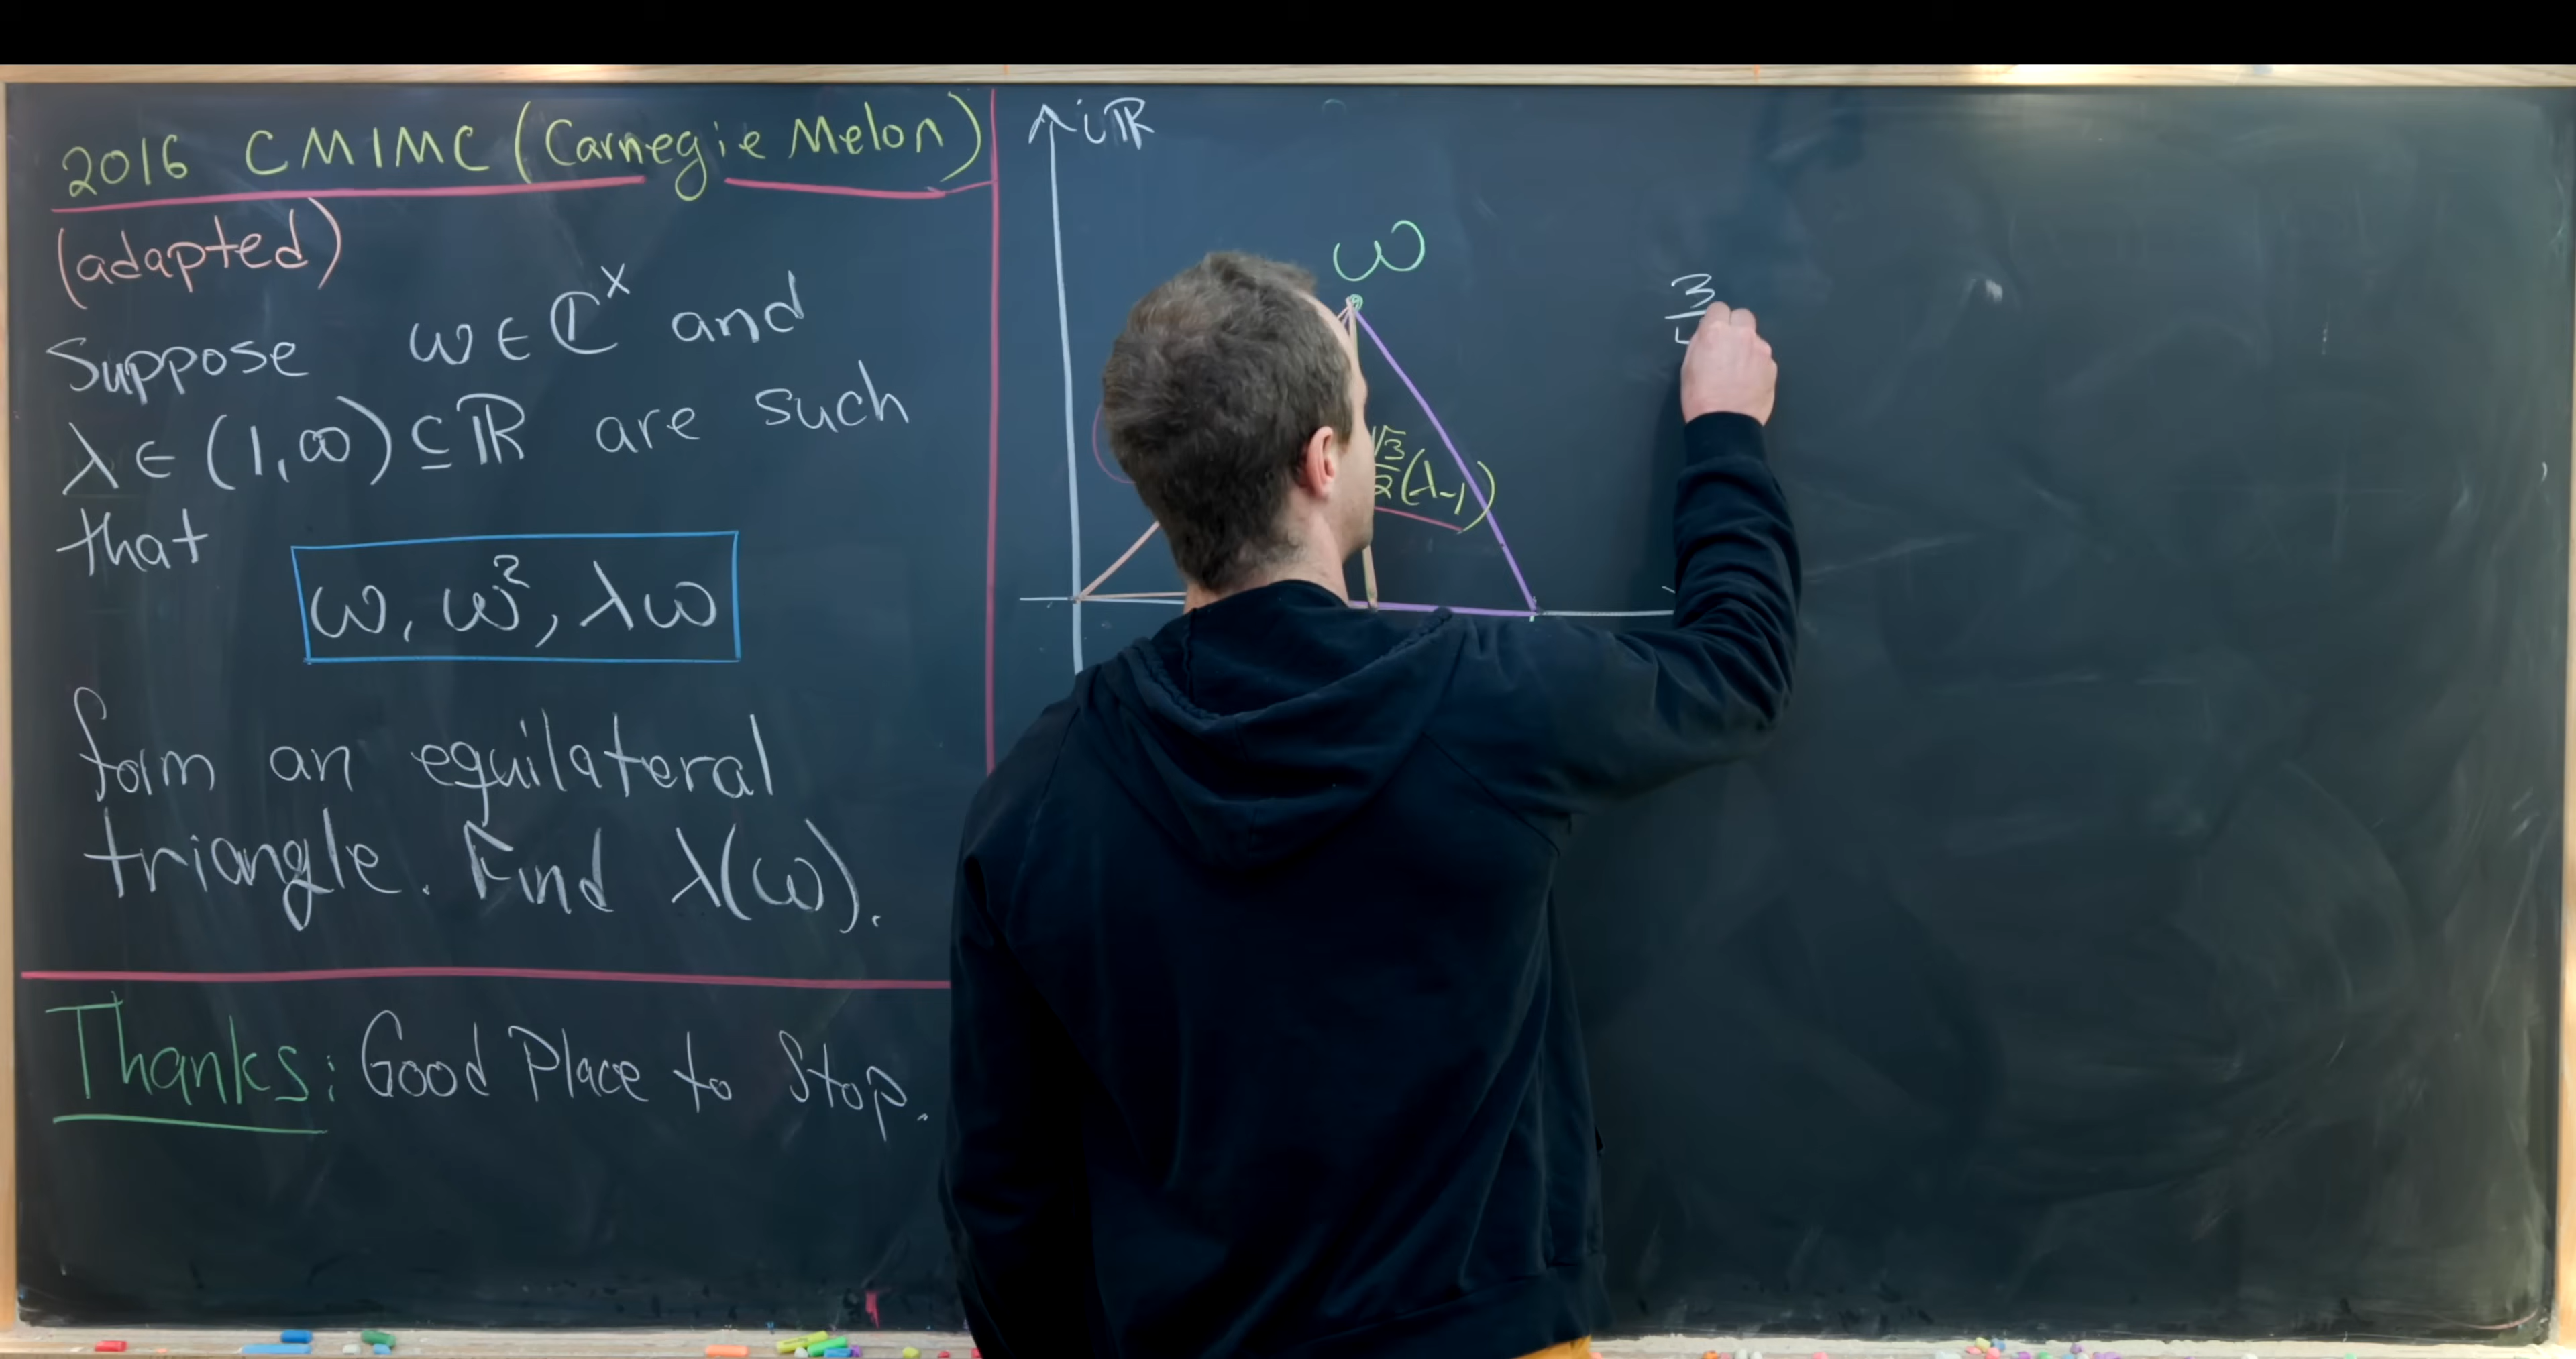 2016 CMIMC (Carnegie Melon)
(adapted)
Suppose ω ∈ ℂ^× and
λ ∈ (1,∞) ⊆ ℝ are such
that
ω, ω², λω
form an equilateral
triangle. Find λ(ω).
Thanks: Good Place to Stop.
iℝ
ω
√3/2 (λ-1)
3